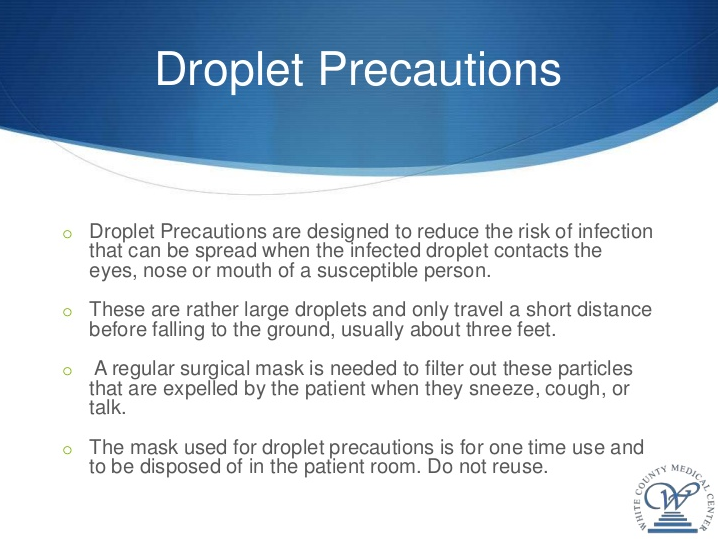 Droplet Precautions
o Droplet Precautions are designed to reduce the risk of infection
that can be spread when the infected droplet contacts the
eyes, nose or mouth of a susceptible person.
o These are rather large droplets and only travel a short distance
before falling to the ground, usually about three feet.
o A regular surgical mask is needed to filter out these particles
that are expelled by the patient when they sneeze, cough, or
talk.
o The mask used for droplet precautions is for one time use and
to be disposed of in the patient room. Do not reuse.
WHITE COUNTY MEDICAL CENTER
W